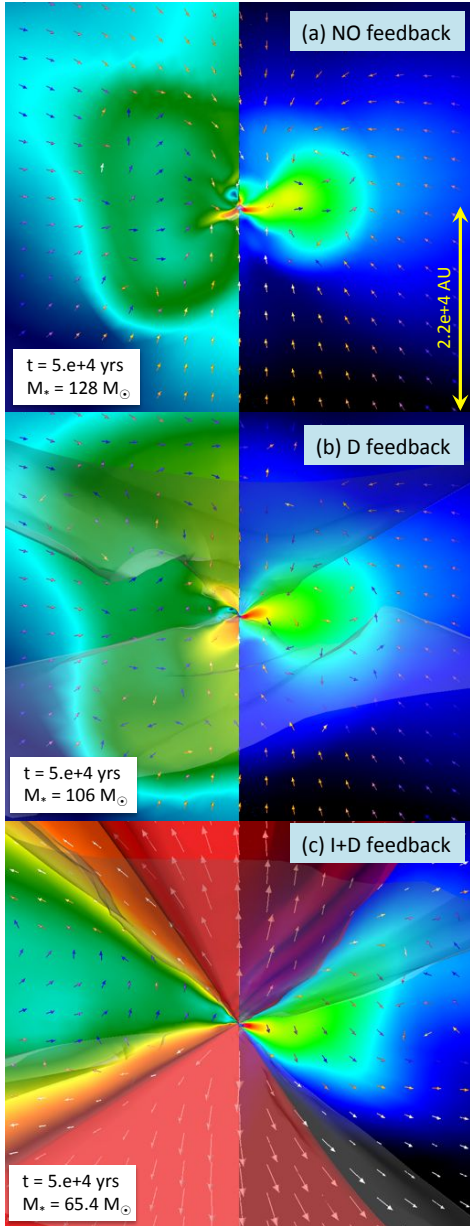 (a) NO feedback
2.2e+4 AU
t = 5.e+4 yrs
M* = 128 M☉
(b) D feedback
t = 5.e+4 yrs
M* = 106 M☉
(c) I+D feedback
t = 5.e+4 yrs
M* = 65.4 M☉